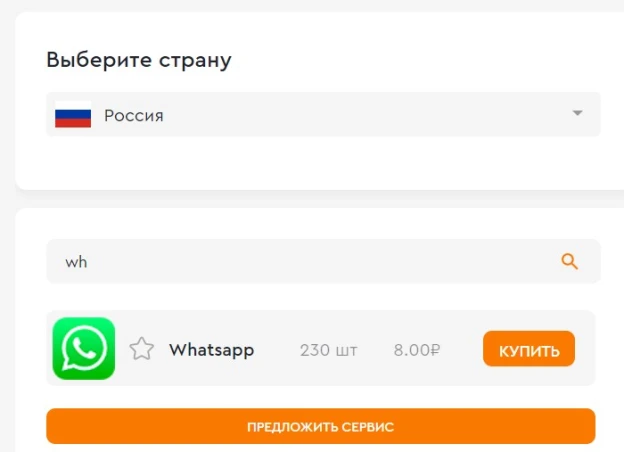 Выберите страну
Россия
wh
Whatsapp 230 шт 8.00₽ КУПИТЬ
ПРЕДЛОЖИТЬ СЕРВИС